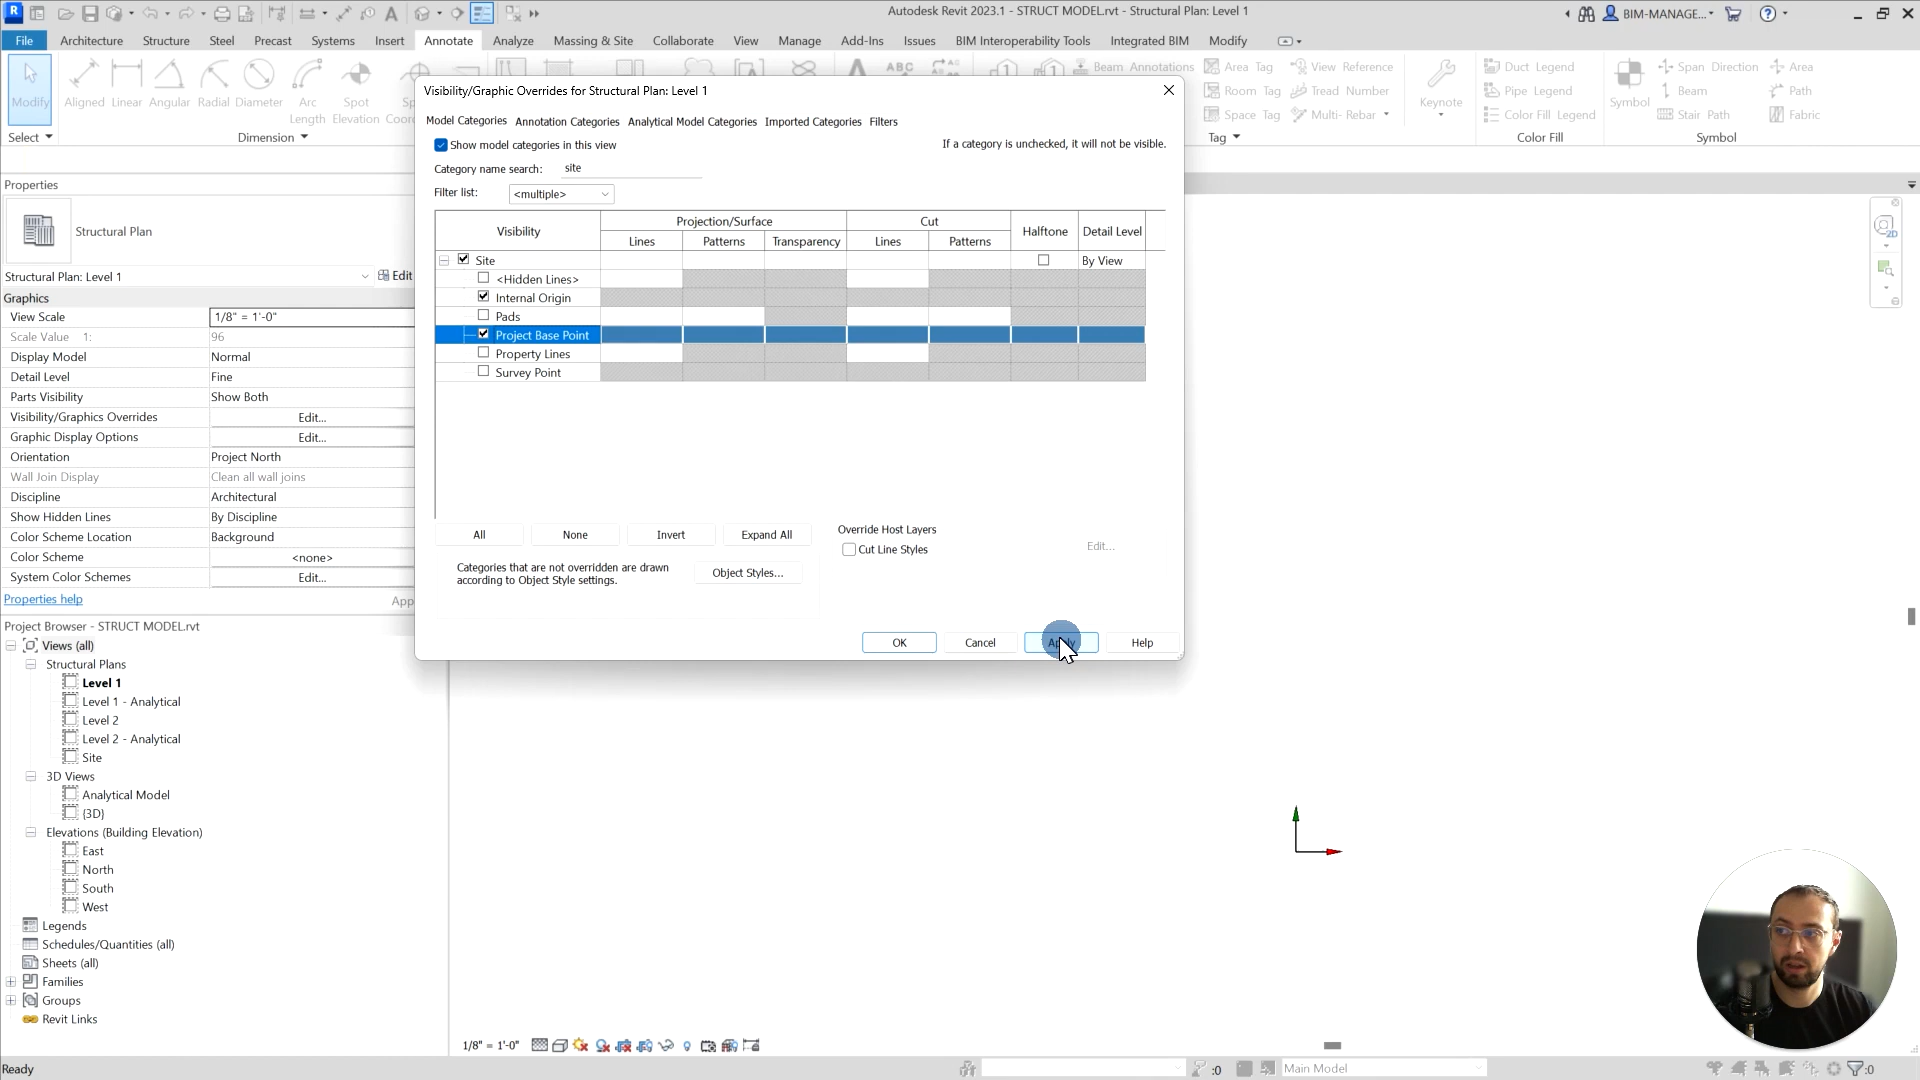 Autodesk Revit 2023.1 - STRUCT MODEL.rvt - Structural Plan: Level 1
BIM-MANAGE...
File Architecture Structure Steel Precast Systems Insert Annotate Analyze Massing & Site Collaborate View Manage Add-Ins Issues BIM Interoperability Tools Integrated BIM Modify
Modify
Aligned Linear Angular Radial Diameter Arc Length Spot Elevation
Select Dimension
Beam Annotations
Area Tag View Reference
Room Tag Tread Number
Space Tag Multi- Rebar
Tag
Keynote
Duct Legend
Pipe Legend
Color Fill Legend
Color Fill
Symbol
Span Direction Area
Beam Path
Stair Path Fabric
Symbol
Visibility/Graphic Overrides for Structural Plan: Level 1
Model Categories Annotation Categories Analytical Model Categories Imported Categories Filters
Show model categories in this view
If a category is unchecked, it will not be visible.
Category name search: site
Filter list: <multiple>
Visibility Projection/Surface Cut Halftone Detail Level
Lines Patterns Transparency Lines Patterns
Site By View
<Hidden Lines>
Internal Origin
Pads
Project Base Point
Property Lines
Survey Point
All None Invert Expand All
Override Host Layers
Cut Line Styles
Edit...
Categories that are not overridden are drawn
according to Object Style settings.
Object Styles...
OK Cancel Apply Help
Properties
Structural Plan
Structural Plan: Level 1 Edit
Graphics
View Scale 1/8" = 1'-0"
Scale Value 1: 96
Display Model Normal
Detail Level Fine
Parts Visibility Show Both
Visibility/Graphics Overrides Edit...
Graphic Display Options Edit...
Orientation Project North
Wall Join Display Clean all wall joins
Discipline Architectural
Show Hidden Lines By Discipline
Color Scheme Location Background
Color Scheme <none>
System Color Schemes Edit...
Properties help App
Project Browser - STRUCT MODEL.rvt
Views (all)
Structural Plans
Level 1
Level 1 - Analytical
Level 2
Level 2 - Analytical
Site
3D Views
Analytical Model
{3D}
Elevations (Building Elevation)
East
North
South
West
Legends
Schedules/Quantities (all)
Sheets (all)
Families
Groups
Revit Links
1/8" = 1'-0"
Ready
:0
Main Model
:0